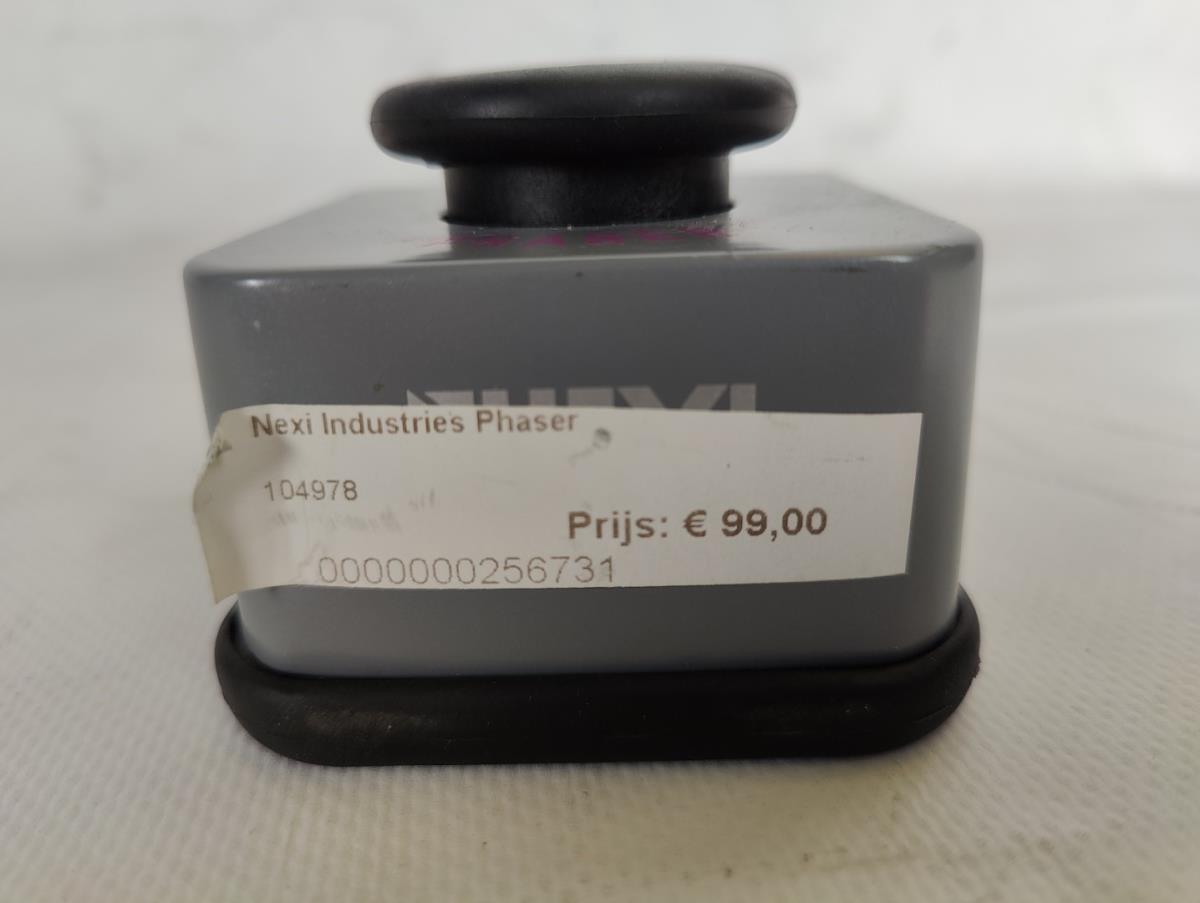 Nexi Industries Phaser
104978
Prijs: € 99,00
0000000256731